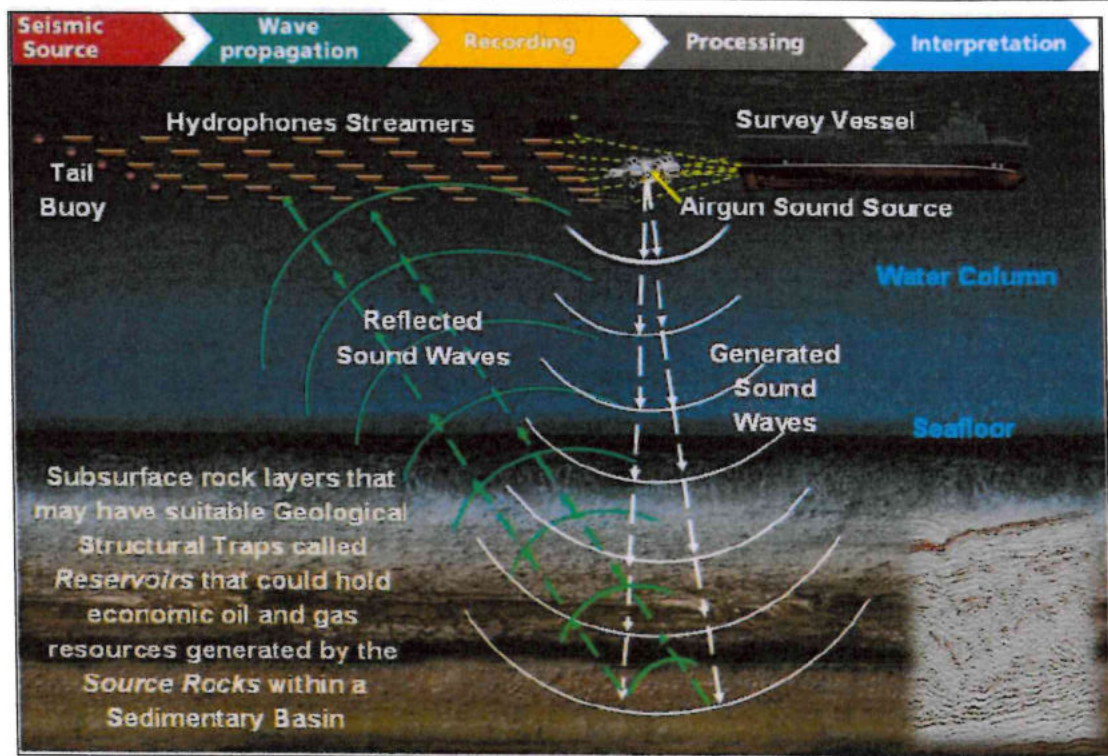 Seismic
Source
Wave
propagation
Recording
Processing
Interpretation
Hydrophones Streamers
Survey Vessel
Tail
Buoy
Airgun Sound Source
Water Column
Reflected
Sound Waves
Generated
Sound
Waves
Seafloor
Subsurface rock layers that
may have suitable Geological
Structural Traps called
Reservoirs that could hold
economic oil and gas
resources generated by the
Source Rocks within a
Sedimentary Basin